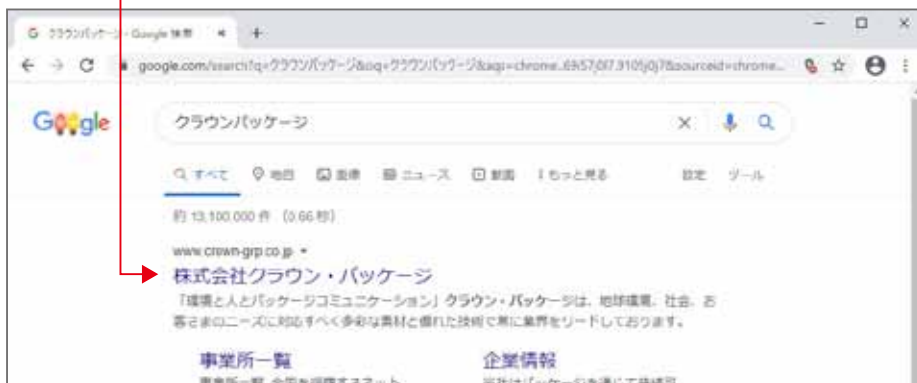 クラウンパッケージ - Google 検索
google.com/search?q=クラウンパッケージ&oq=クラウンパッケージ&aqs=chrome..69i57j0l7.3105j0j7&sourceid=chrome...
Google
クラウンパッケージ
すべて 地図 画像 ニュース 動画 もっと見る 設定 ツール
約 13,100,000 件 (0.66 秒)
www.crown-grp.co.jp
株式会社クラウン・パッケージ
「環境と人とパッケージコミュニケーション」クラウン・パッケージは、地球環境、社会、お
客さまのニーズに対応すべく多彩な素材と優れた技術で常に業界をリードしております。
事業所一覧 企業情報